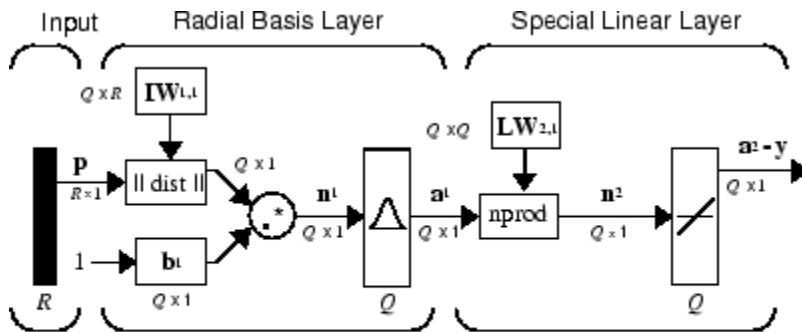 Input Radial Basis Layer Special Linear Layer
Q×R IW1,1
Q×Q LW2,1
p
R×1
|| dist ||
Q×1
.*
n1
Q×1
a1
Q×1
nprod
n2
Q×1
a2-y
Q×1
1
b1
Q×1
R Q Q